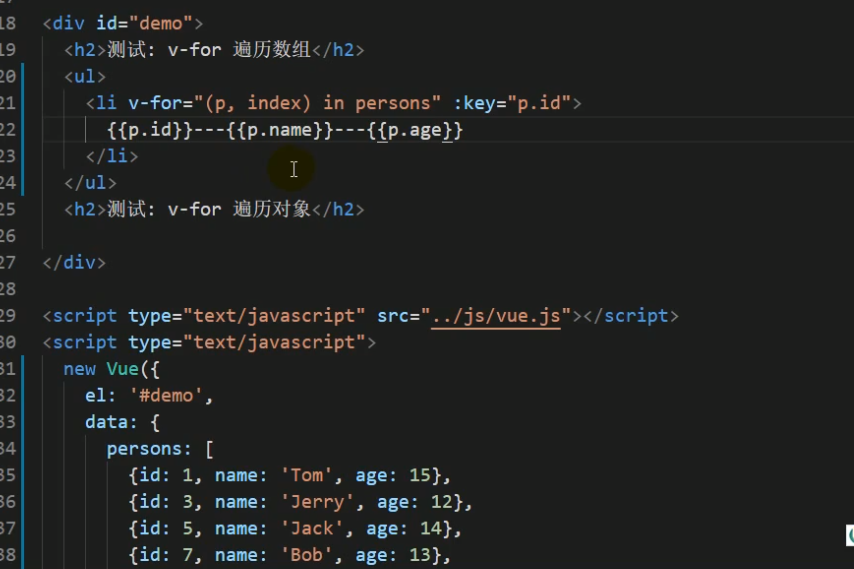 18 <div id="demo">
19 <h2>测试: v-for 遍历数组</h2>
20 <ul>
21 <li v-for="(p, index) in persons" :key="p.id">
22 {{p.id}}---{{p.name}}---{{p.age}}
23 </li>
24 </ul>
25 <h2>测试: v-for 遍历对象</h2>
26
27 </div>
28
29 <script type="text/javascript" src="../js/vue.js"></script>
30 <script type="text/javascript">
31 new Vue({
32 el: '#demo',
33 data: {
34 persons: [
35 {id: 1, name: 'Tom', age: 15},
36 {id: 3, name: 'Jerry', age: 12},
37 {id: 5, name: 'Jack', age: 14},
38 {id: 7, name: 'Bob', age: 13},